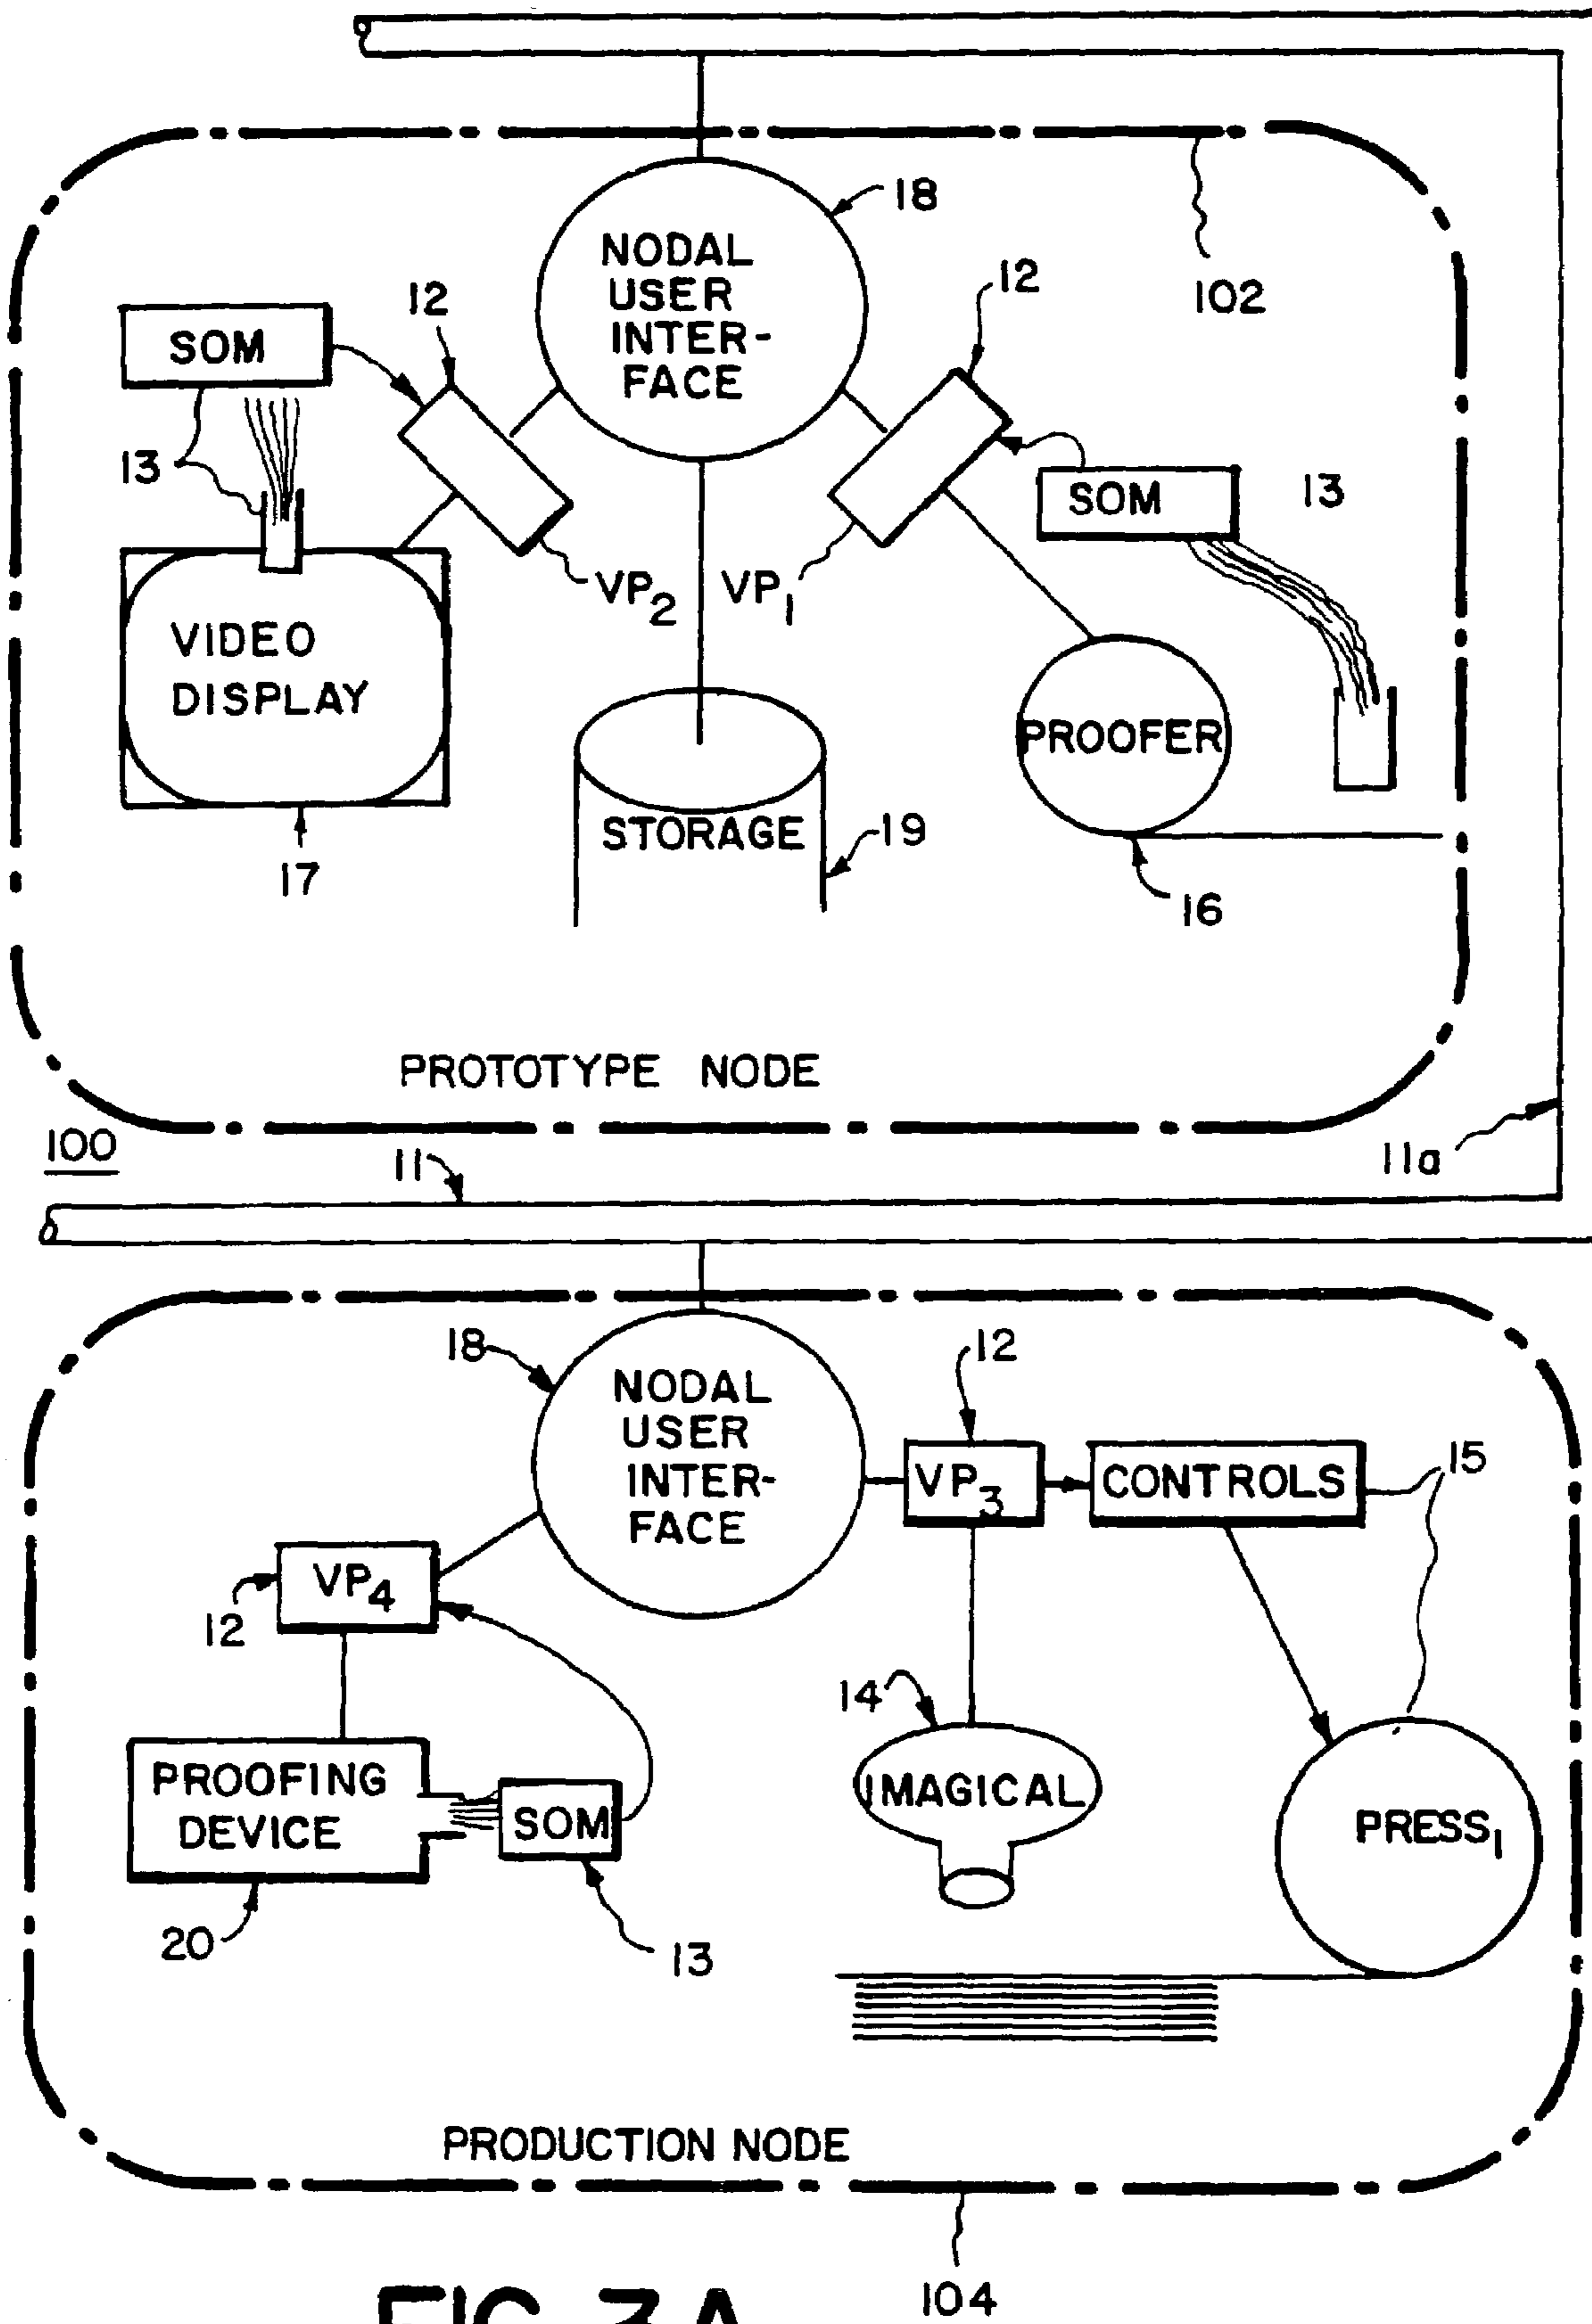 18
NODAL
USER
INTER-
FACE
12
12
102
SOM
13
SOM
13
VP2
VP1
VIDEO
DISPLAY
PROOFER
STORAGE
19
17
16
PROTOTYPE NODE
100
11
11a
18
NODAL
USER
INTER-
FACE
12
VP3
CONTROLS
15
VP4
12
14
IMAGICAL
PROOFING
DEVICE
SOM
PRESS1
20
13
PRODUCTION NODE
104
FIG. 3A